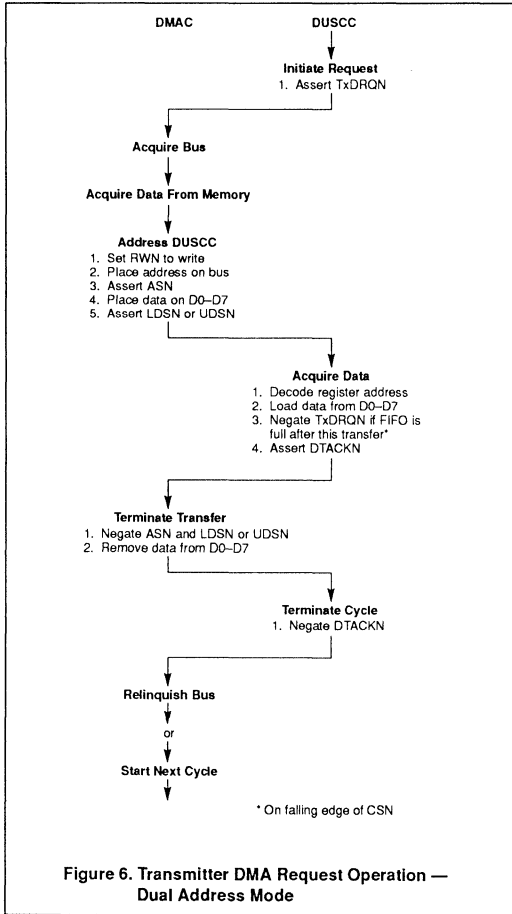 DMAC DUSCC
Initiate Request
1. Assert TxDRQN
Acquire Bus
Acquire Data From Memory
Address DUSCC
1. Set RWN to write
2. Place address on bus
3. Assert ASN
4. Place data on D0–D7
5. Assert LDSN or UDSN
Acquire Data
1. Decode register address
2. Load data from D0–D7
3. Negate TxDRQN if FIFO is
full after this transfer*
4. Assert DTACKN
Terminate Transfer
1. Negate ASN and LDSN or UDSN
2. Remove data from D0–D7
Terminate Cycle
1. Negate DTACKN
Relinquish Bus
or
Start Next Cycle
* On falling edge of CSN
Figure 6. Transmitter DMA Request Operation —
Dual Address Mode